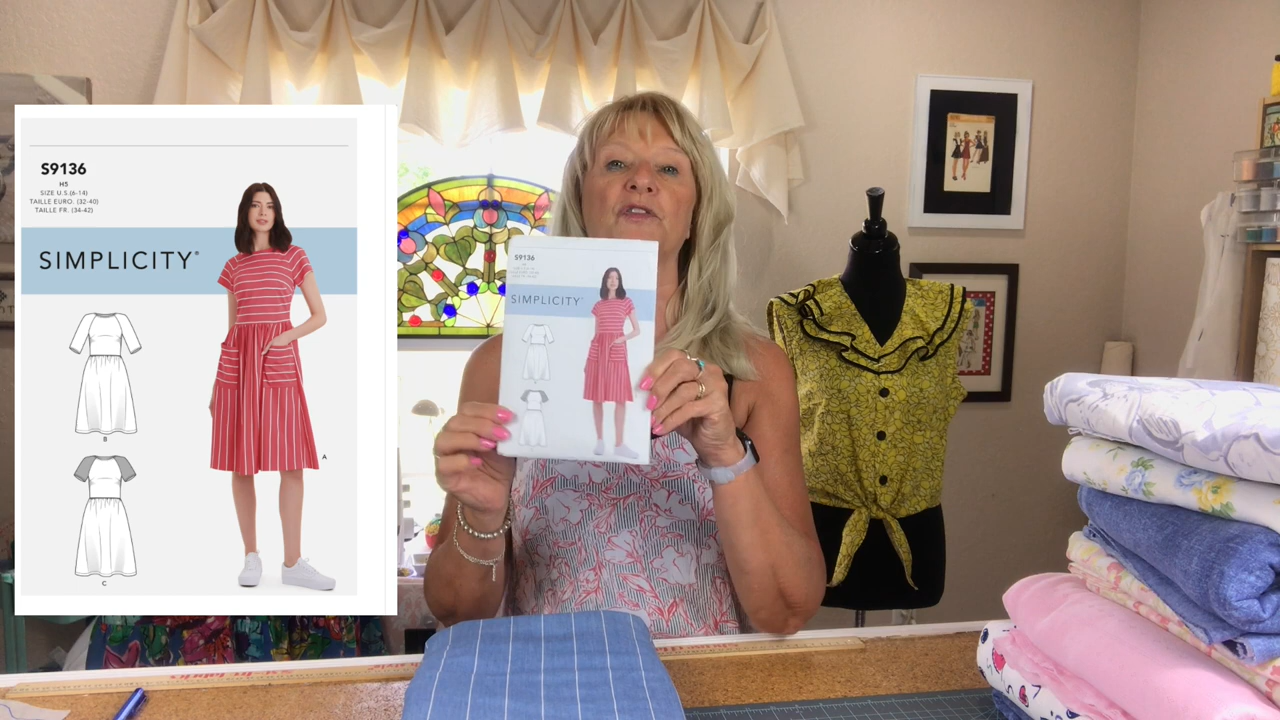 S9136
H5
SIZE U.S.(6-14)
TAILLE EURO. (32-40)
TAILLE FR. (34-42)
SIMPLICITY®
B
A
C
S9136
SIMPLICITY